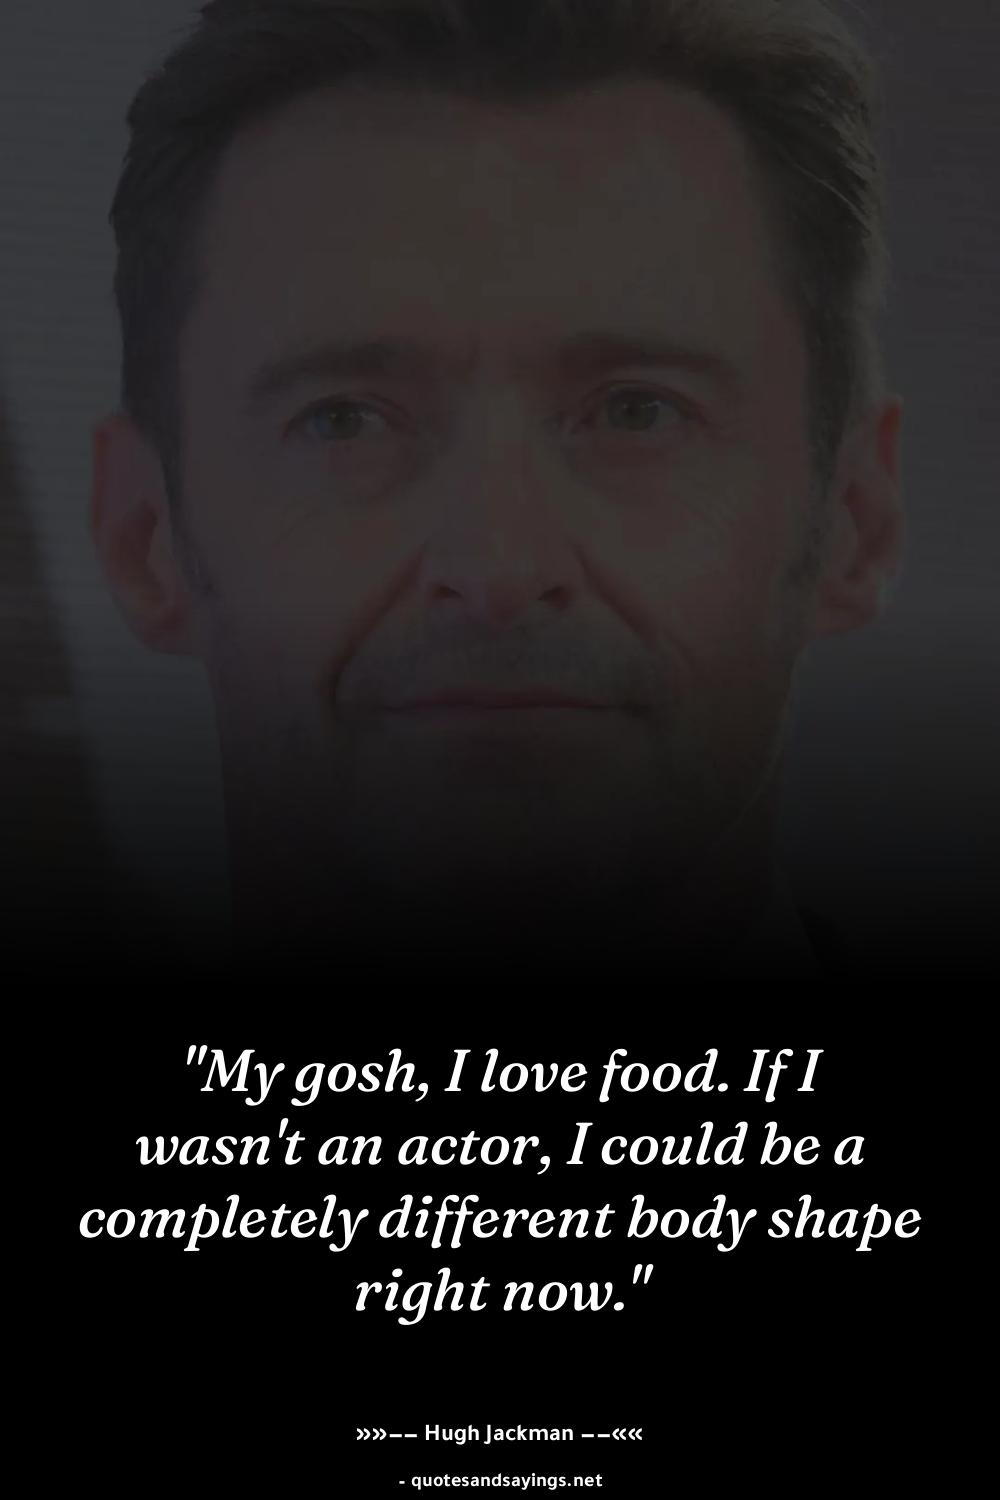 "My gosh, I love food. If I
wasn't an actor, I could be a
completely different body shape
right now."
»»–– Hugh Jackman ––««
- quotesandsayings.net